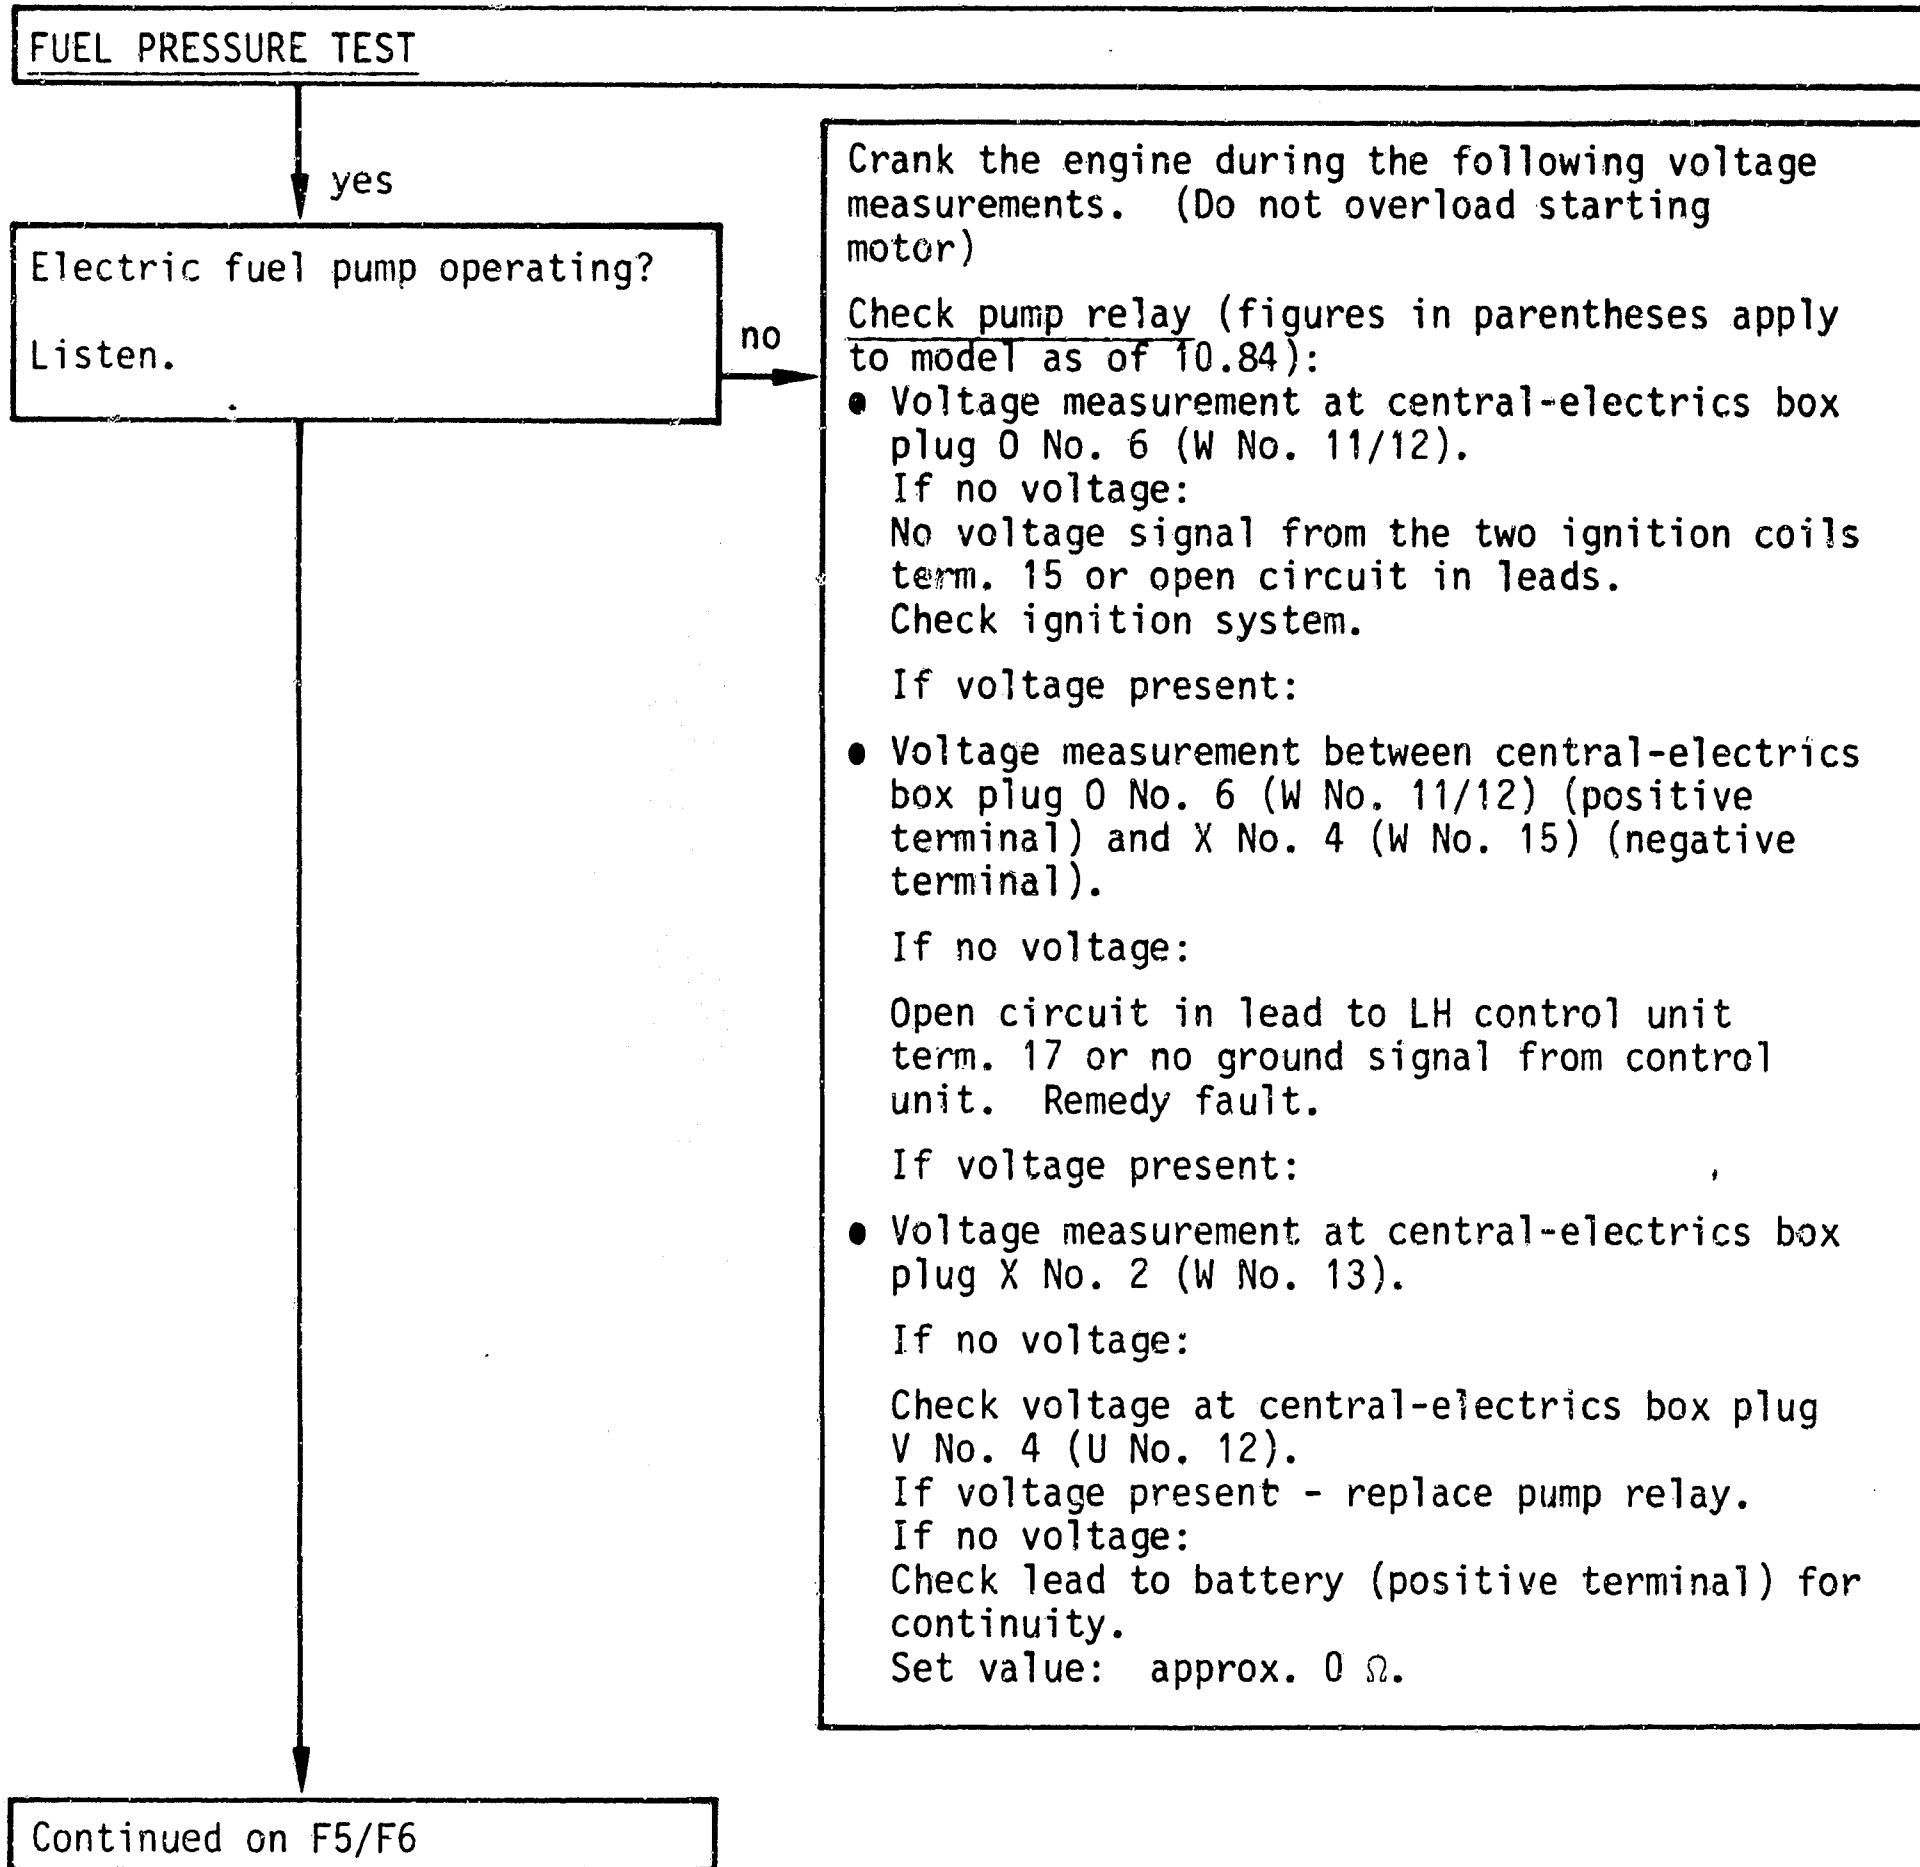 FUEL PRESSURE TEST
yes
Electric fuel pump operating?
Listen.
no
Crank the engine during the following voltage
measurements. (Do not overload starting
motor)
Check pump relay (figures in parentheses apply
to model as of 10.84):
● Voltage measurement at central-electrics box
plug O No. 6 (W No. 11/12).
If no voltage:
No voltage signal from the two ignition coils
term. 15 or open circuit in leads.
Check ignition system.
If voltage present:
● Voltage measurement between central-electrics
box plug O No. 6 (W No. 11/12) (positive
terminal) and X No. 4 (W No. 15) (negative
terminal).
If no voltage:
Open circuit in lead to LH control unit
term. 17 or no ground signal from control
unit. Remedy fault.
If voltage present:
● Voltage measurement at central-electrics box
plug X No. 2 (W No. 13).
If no voltage:
Check voltage at central-electrics box plug
V No. 4 (U No. 12).
If voltage present - replace pump relay.
If no voltage:
Check lead to battery (positive terminal) for
continuity.
Set value: approx. 0 Ω.
Continued on F5/F6